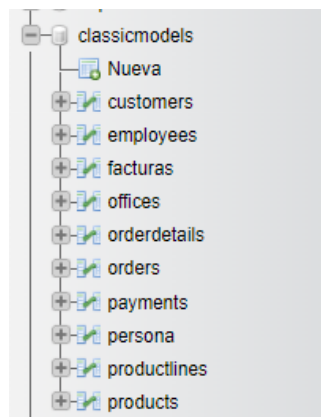 classicmodels
Nueva
customers
employees
facturas
offices
orderdetails
orders
payments
persona
productlines
products